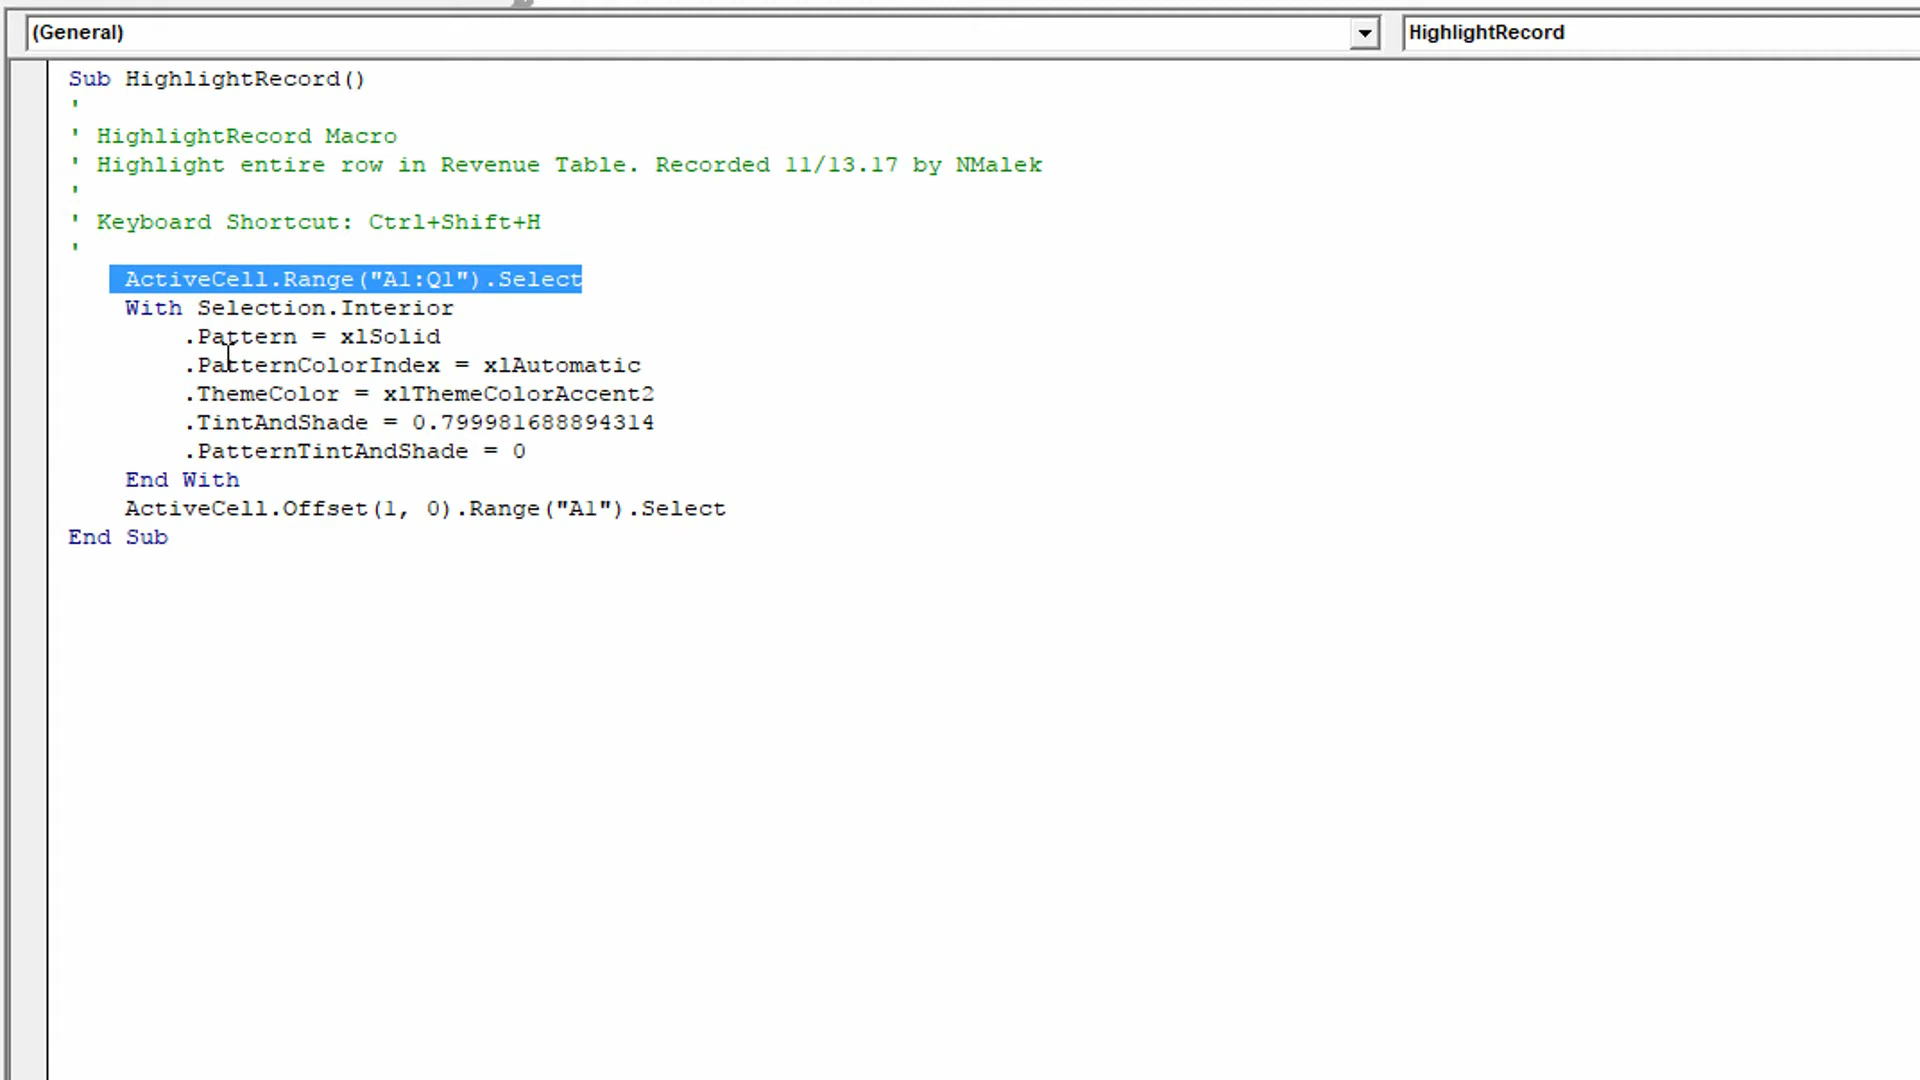 (General)
HighlightRecord
Sub HighlightRecord()
'
' HighlightRecord Macro
' Highlight entire row in Revenue Table. Recorded 11/13.17 by NMalek
'
' Keyboard Shortcut: Ctrl+Shift+H
'
ActiveCell.Range("A1:Q1").Select
With Selection.Interior
.Pattern = xlSolid
.PatternColorIndex = xlAutomatic
.ThemeColor = xlThemeColorAccent2
.TintAndShade = 0.799981688894314
.PatternTintAndShade = 0
End With
ActiveCell.Offset(1, 0).Range("A1").Select
End Sub